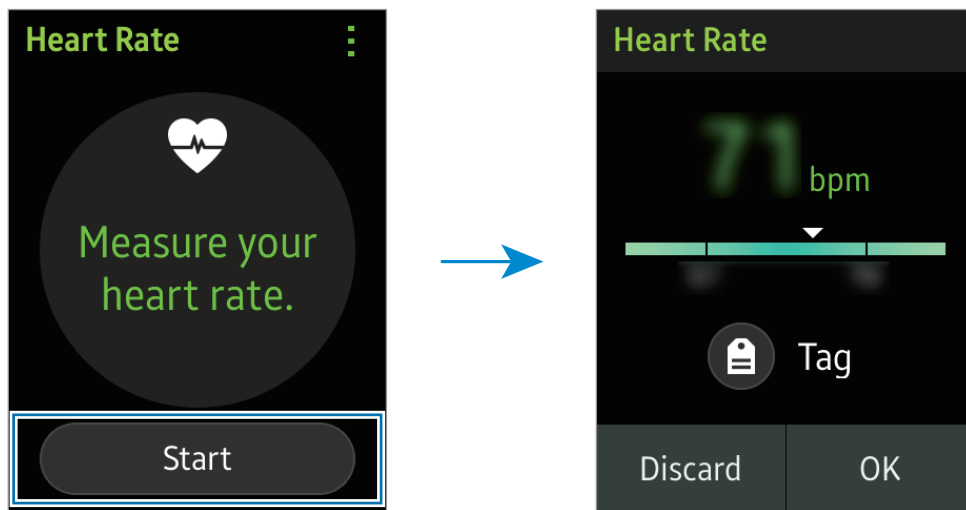 Heart Rate
Measure your
heart rate.
Start
Heart Rate
71 bpm
Tag
Discard
OK